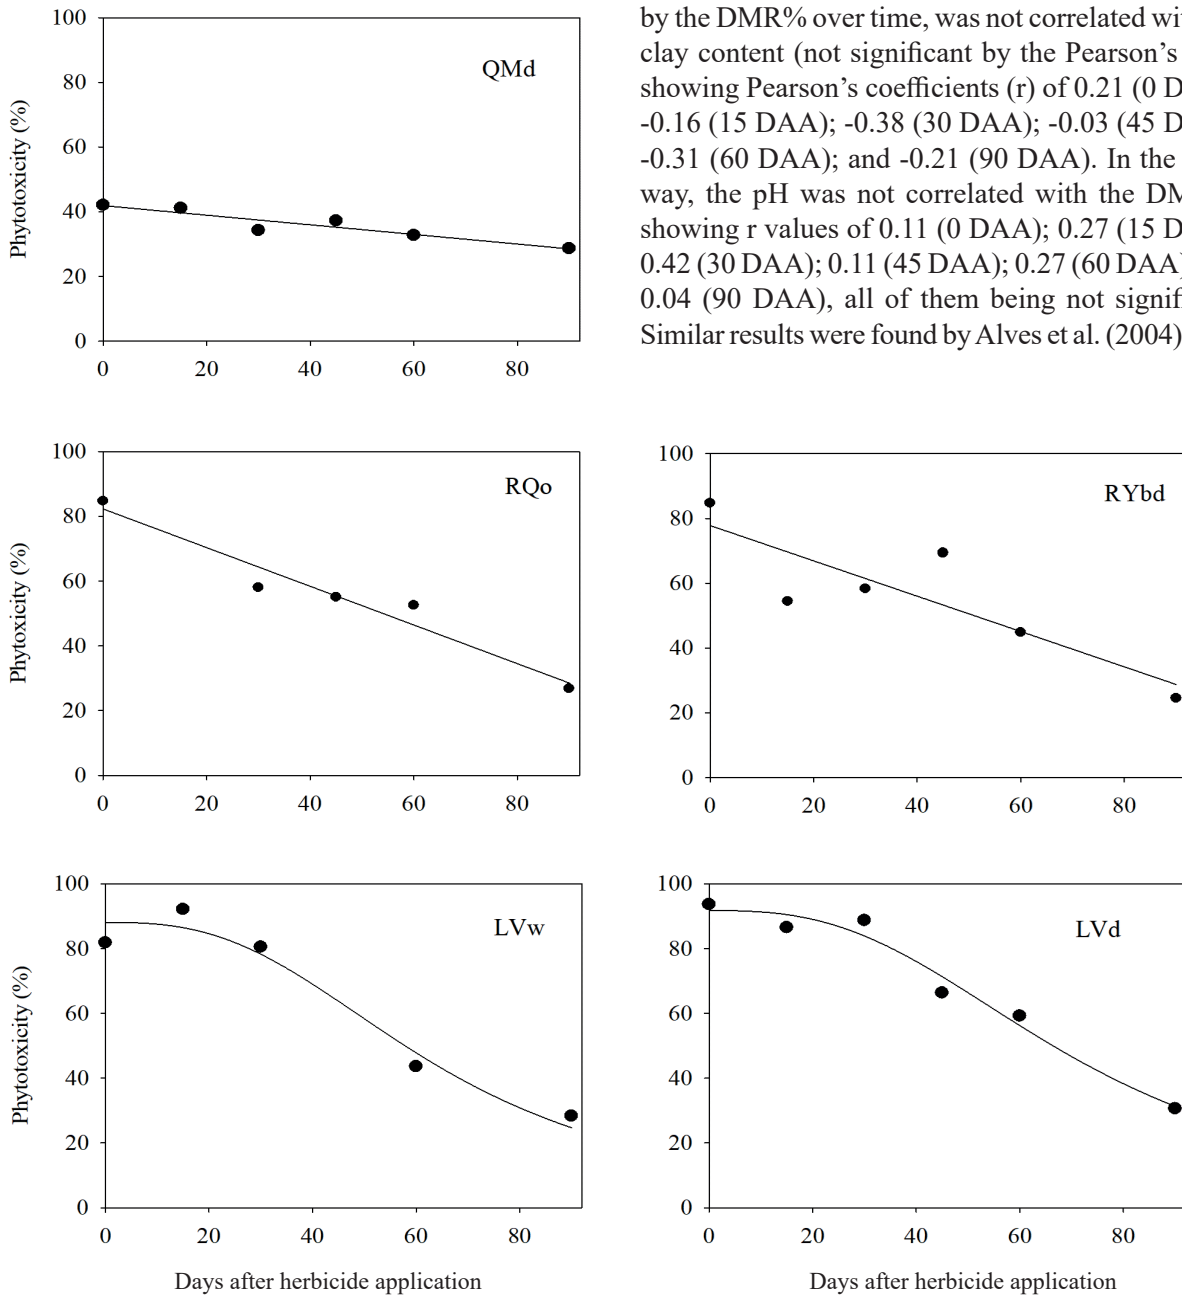 100
80
60
40
20
0
0
20
40
60
80
Phytotoxicity (%)
QMd
by the DMR% over time, was not correlated
clay content (not significant by the Pearson's
showing Pearson's coefficients (r) of 0.21 (0
-0.16 (15 DAA); -0.38 (30 DAA); -0.03 (45
-0.31 (60 DAA); and -0.21 (90 DAA). In the
way, the pH was not correlated with the
showing r values of 0.11 (0 DAA); 0.27 (15
0.42 (30 DAA); 0.11 (45 DAA); 0.27 (60 DAA)
0.04 (90 DAA), all of them being not
Similar results were found by Alves et al. (2004)
100
80
60
40
20
0
0
20
40
60
80
Phytotoxicity (%)
RQo
100
80
60
40
20
0
0
20
40
60
80
RYbd
100
80
60
40
20
0
0
20
40
60
80
Phytotoxicity (%)
LVw
Days after herbicide application
100
80
60
40
20
0
0
20
40
60
80
LVd
Days after herbicide application